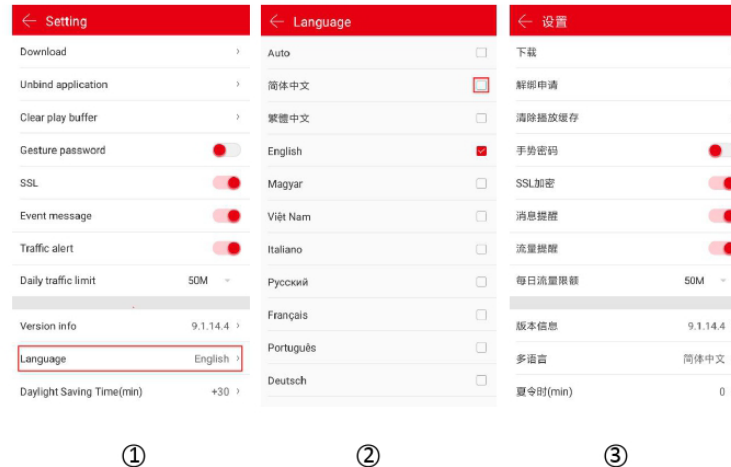 Setting
Download
Unbind application
Clear play buffer
Gesture password
SSL
Event message
Traffic alert
Daily traffic limit 50M
Version info 9.1.14.4
Language English
Daylight Saving Time(min) +30
①
Language
Auto
简体中文
繁體中文
English
Magyar
Việt Nam
Italiano
Русский
Français
Português
Deutsch
②
设置
下载
解绑申请
清除播放缓存
手势密码
SSL加密
消息提醒
流量提醒
每日流量限额 50M
版本信息 9.1.14.4
多语言 简体中文
夏令时(min) 0
③